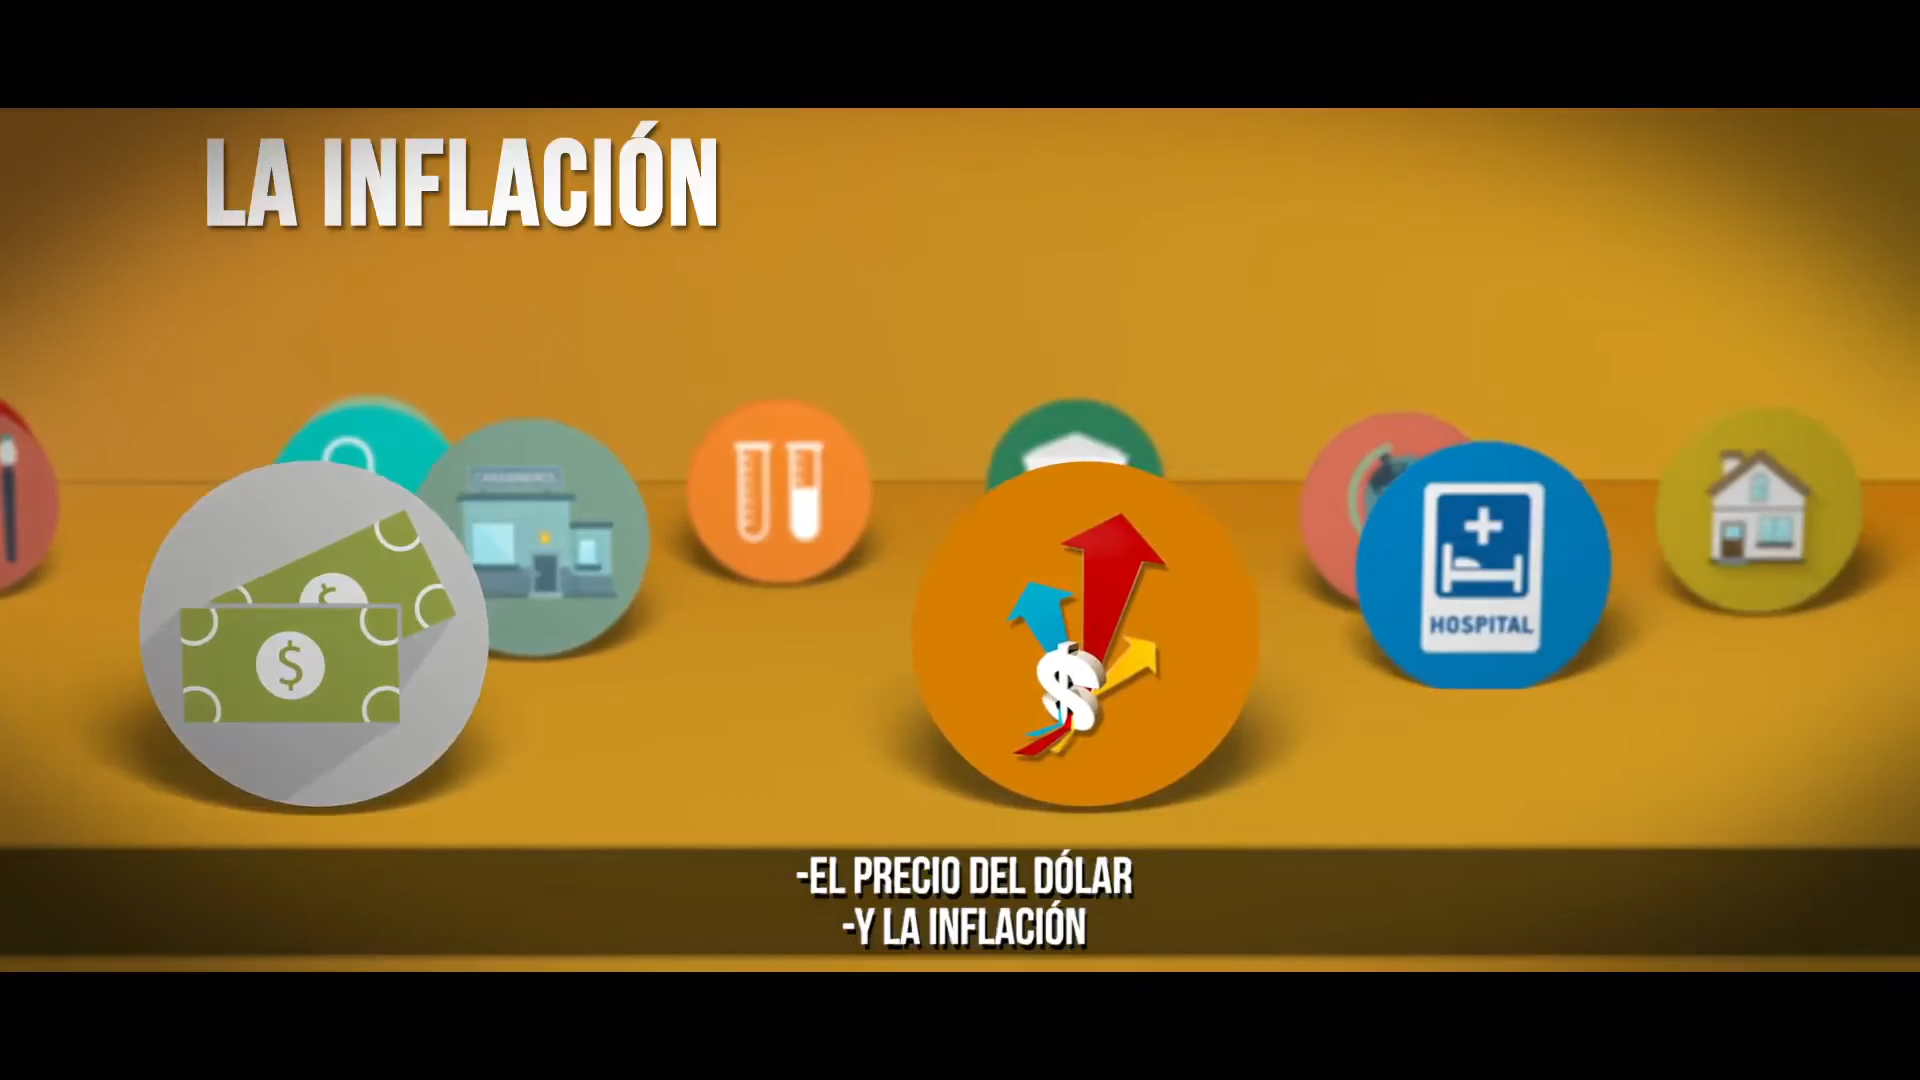 LA INFLACIÓN
$
$
$
HOSPITAL
-EL PRECIO DEL DÓLAR
-Y LA INFLACIÓN